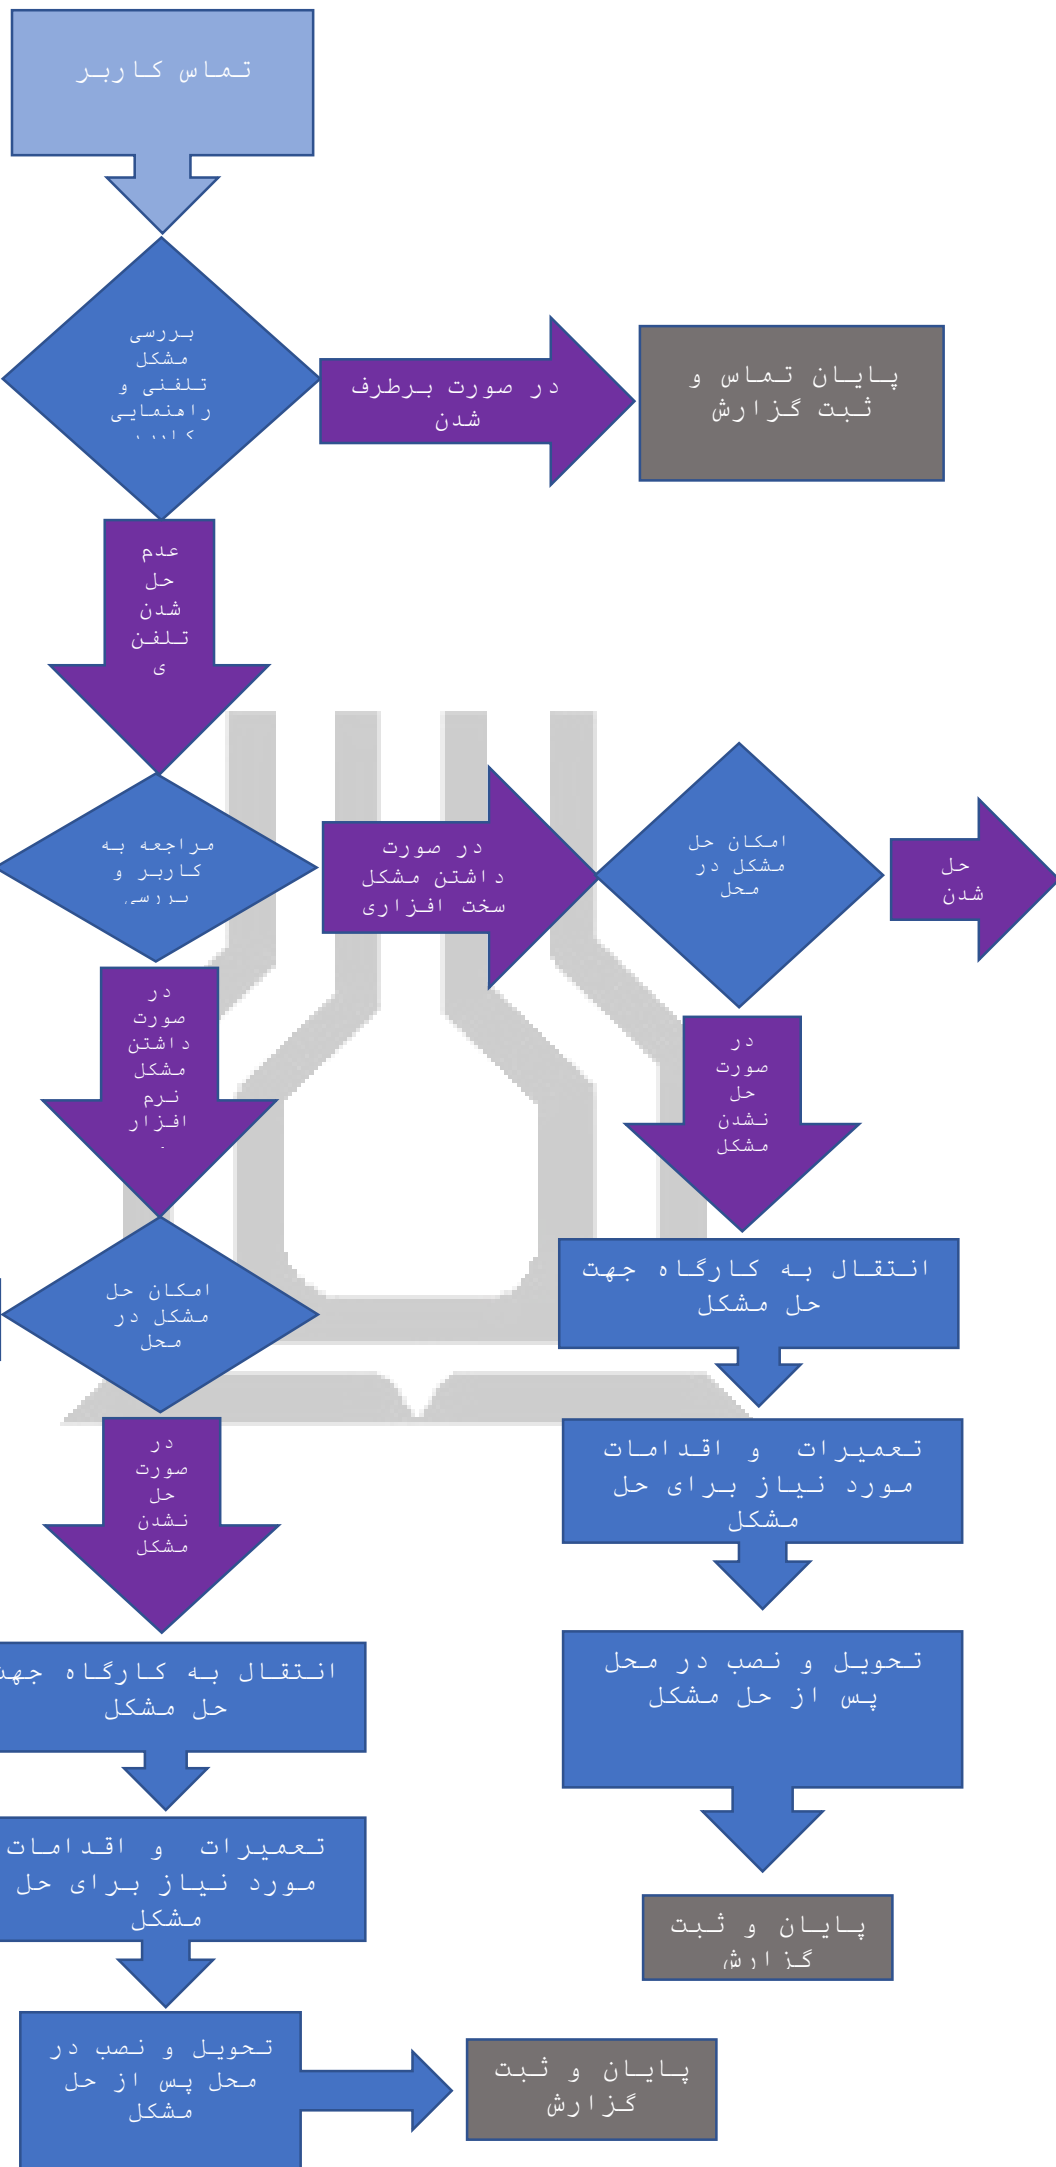 تماس کاربر
بررسی
مشکل
تلفنی و
راهنمایی
در صورت برطرف
شدن
پایان تماس و
ثبت گزارش
عدم
حل
شدن
تلفن
ی
مراجعه به
کاربر و
بررسی
در صورت
داشتن مشکل
سخت افزاری
امکان حل
مشکل در
محل
حل
شدن
در
صورت
داشتن
مشکل
نرم
افزار
در
صورت
حل
نشدن
مشکل
امکان حل
مشکل در
محل
انتقال به کارگاه جهت
حل مشکل
تعمیرات و اقدامات
مورد نیاز برای حل
مشکل
در
صورت
حل
نشدن
مشکل
تحویل و نصب در محل
پس از حل مشکل
انتقال به کارگاه جهت
حل مشکل
تعمیرات و اقدامات
مورد نیاز برای حل
مشکل
پایان و ثبت
گزارش
تحویل و نصب در
محل پس از حل
مشکل
پایان و ثبت
گزارش